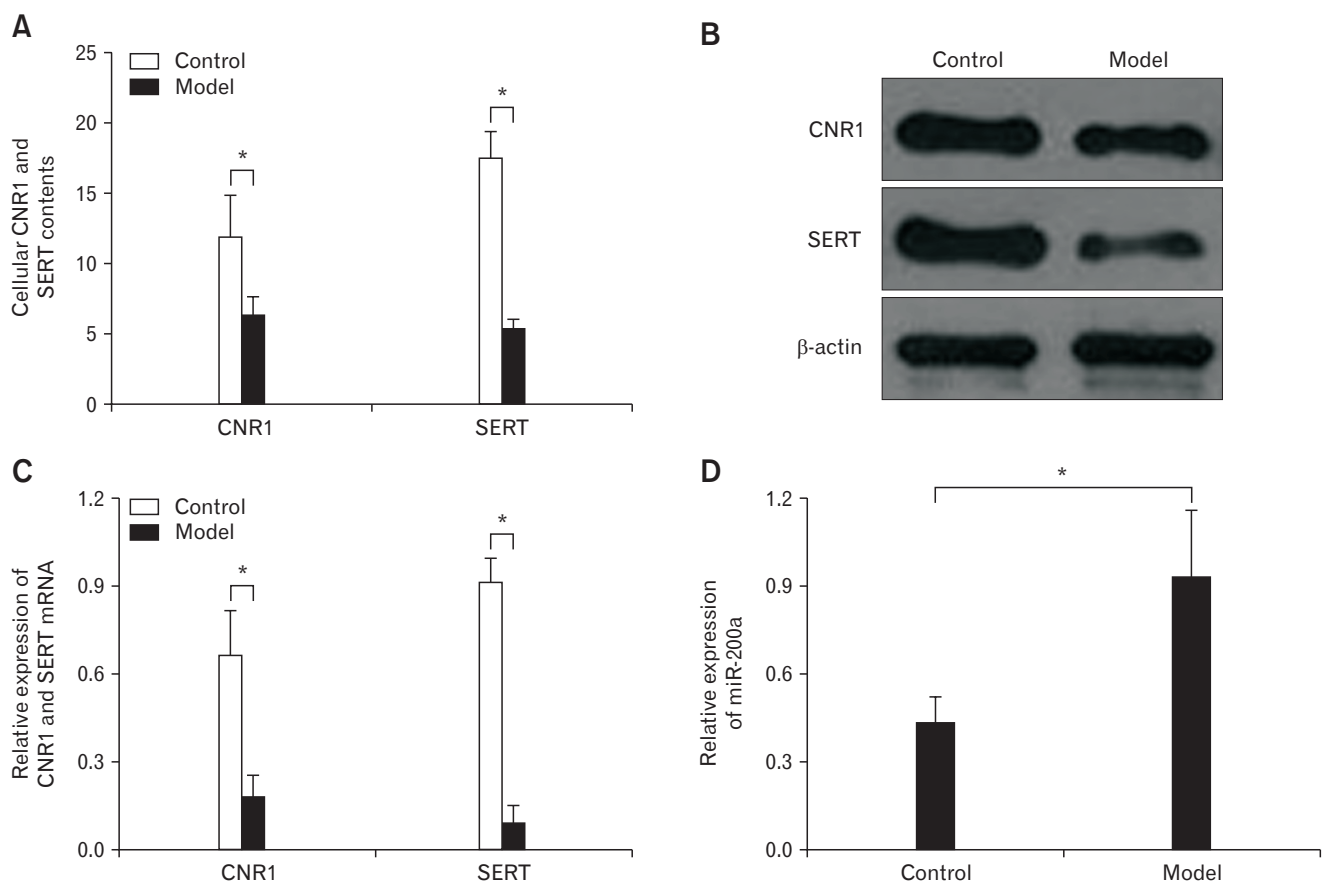 A
25
20
15
10
5
0
Cellular CNR1 and
SERT contents
Control
Model
*
*
CNR1
SERT
B
Control
Model
CNR1
SERT
β-actin
C
1.2
0.9
0.6
0.3
0.0
Relative expression of
CNR1 and SERT mRNA
Control
Model
*
*
CNR1
SERT
D
1.2
0.9
0.6
0.3
0.0
Relative expression
of miR-200a
*
Control
Model